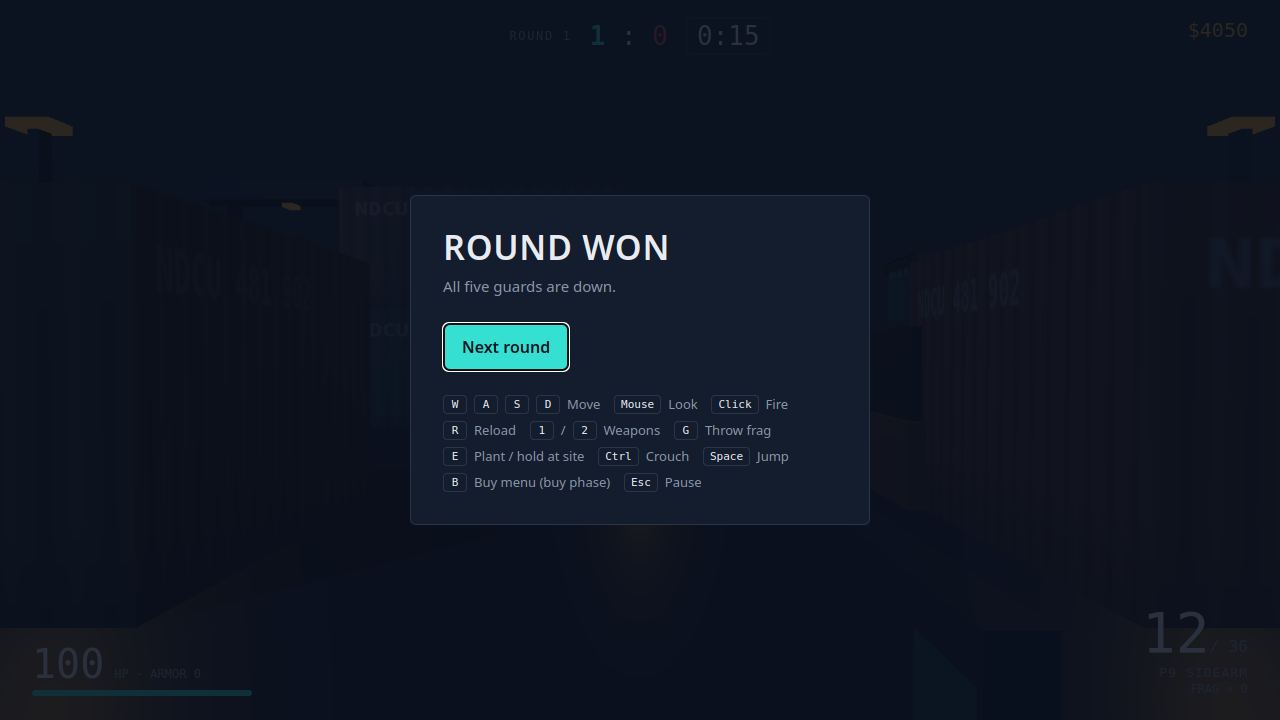 ROUND 1 1 : 0 0:15
$4050
NDCU
NDCU 481 902
NDCU 481 902
ND
DCU
ROUND WON
All five guards are down.
Next round
W A S D Move Mouse Look Click Fire
R Reload 1 / 2 Weapons G Throw frag
E Plant / hold at site Ctrl Crouch Space Jump
B Buy menu (buy phase) Esc Pause
100 HP - ARMOR 0
12 / 36
P9 SIDEARM
FRAG × 0